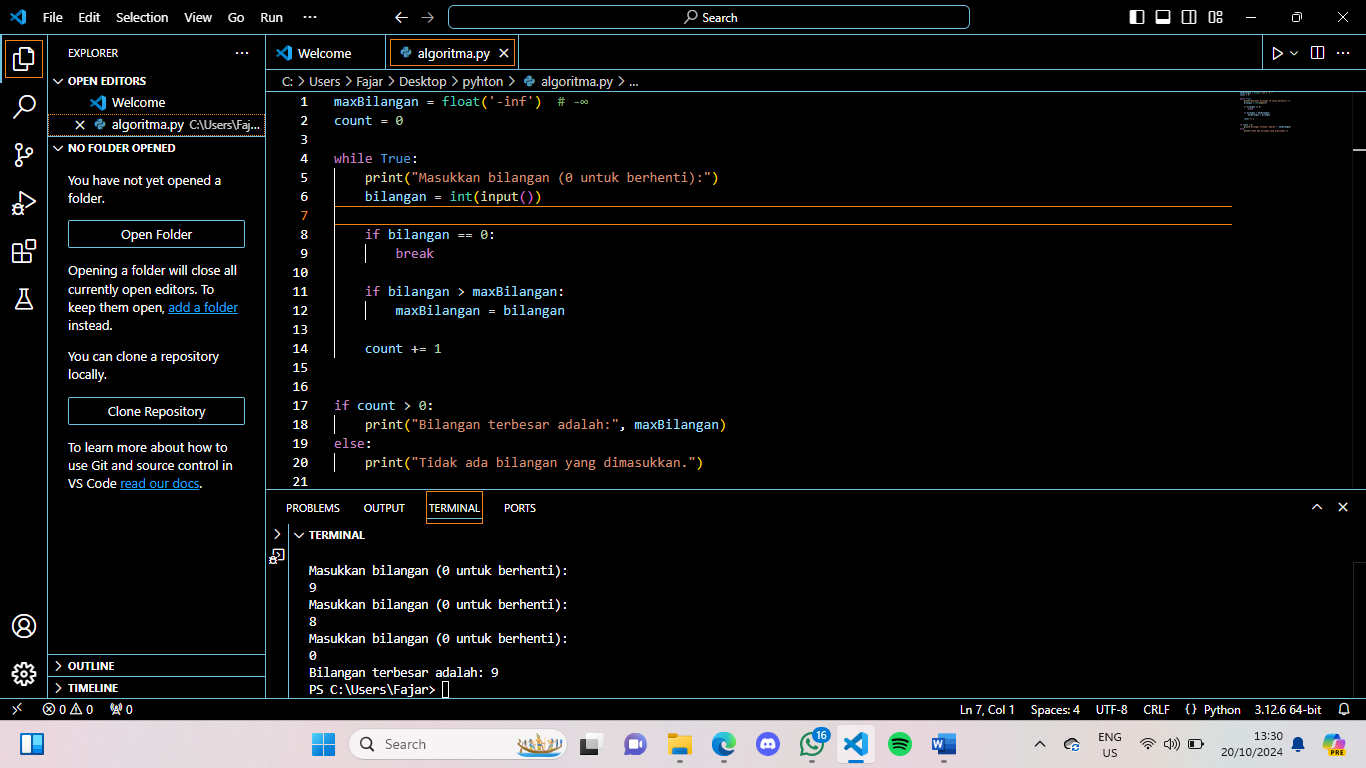 File Edit Selection View Go Run ···
Search
EXPLORER ···
OPEN EDITORS
Welcome
algoritma.py C:\Users\Faj...
NO FOLDER OPENED
You have not yet opened a
folder.
Open Folder
Opening a folder will close all
currently open editors. To
keep them open, add a folder
instead.
You can clone a repository
locally.
Clone Repository
To learn more about how to
use Git and source control in
VS Code read our docs.
OUTLINE
TIMELINE
Welcome algoritma.py
C: > Users > Fajar > Desktop > pyhton > algoritma.py > ...
1 maxBilangan = float('-inf')  # -∞
2 count = 0
3
4 while True:
5     print("Masukkan bilangan (0 untuk berhenti):")
6     bilangan = int(input())
7
8     if bilangan == 0:
9         break
10
11     if bilangan > maxBilangan:
12         maxBilangan = bilangan
13
14     count += 1
15
16
17 if count > 0:
18     print("Bilangan terbesar adalah:", maxBilangan)
19 else:
20     print("Tidak ada bilangan yang dimasukkan.")
21
PROBLEMS OUTPUT TERMINAL PORTS
TERMINAL
Masukkan bilangan (0 untuk berhenti):
9
Masukkan bilangan (0 untuk berhenti):
8
Masukkan bilangan (0 untuk berhenti):
0
Bilangan terbesar adalah: 9
PS C:\Users\Fajar>
0 0 0 Ln 7, Col 1 Spaces: 4 UTF-8 CRLF {} Python 3.12.6 64-bit
Search 16 ENG 13:30
US 20/10/2024 PRE